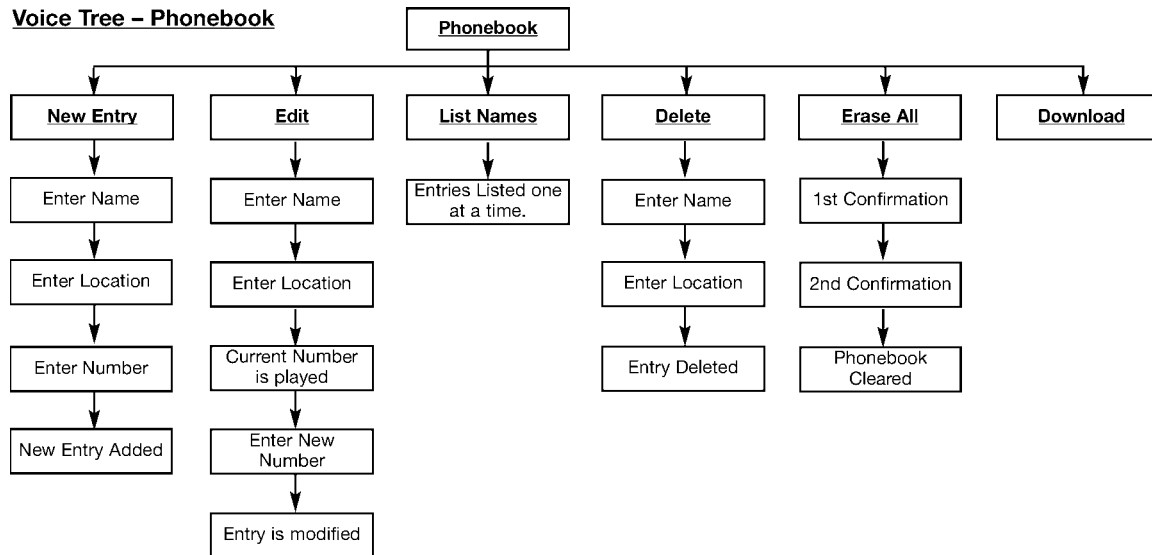 Voice Tree – Phonebook
Phonebook
New Entry
Edit
List Names
Delete
Erase All
Download
Enter Name
Enter Name
Entries Listed one
at a time.
Enter Name
1st Confirmation
Enter Location
Enter Location
Enter Location
2nd Confirmation
Enter Number
Current Number
is played
Entry Deleted
Phonebook
Cleared
New Entry Added
Enter New
Number
Entry is modified